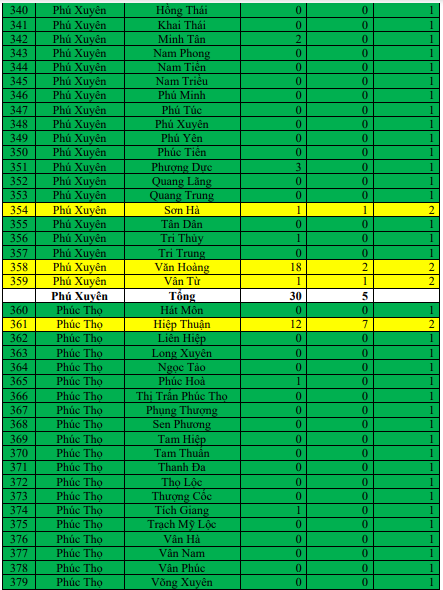 340 Phú Xuyên Hồng Thái 0 0 1
341 Phú Xuyên Khai Thái 0 0 1
342 Phú Xuyên Minh Tân 2 0 1
343 Phú Xuyên Nam Phong 0 0 1
344 Phú Xuyên Nam Tiến 0 0 1
345 Phú Xuyên Nam Triều 0 0 1
346 Phú Xuyên Phú Minh 0 0 1
347 Phú Xuyên Phú Túc 0 0 1
348 Phú Xuyên Phú Xuyên 0 0 1
349 Phú Xuyên Phú Yên 0 0 1
350 Phú Xuyên Phúc Tiến 0 0 1
351 Phú Xuyên Phượng Dực 3 0 1
352 Phú Xuyên Quang Lãng 0 0 1
353 Phú Xuyên Quang Trung 0 0 1
354 Phú Xuyên Sơn Hà 1 1 2
355 Phú Xuyên Tân Dân 0 0 1
356 Phú Xuyên Tri Thủy 1 0 1
357 Phú Xuyên Tri Trung 0 0 1
358 Phú Xuyên Văn Hoàng 18 2 2
359 Phú Xuyên Vân Từ 1 1 2
Phú Xuyên Tổng 30 5
360 Phúc Thọ Hát Môn 0 0 1
361 Phúc Thọ Hiệp Thuận 12 7 2
362 Phúc Thọ Liên Hiệp 0 0 1
363 Phúc Thọ Long Xuyên 0 0 1
364 Phúc Thọ Ngọc Tảo 0 0 1
365 Phúc Thọ Phúc Hoà 1 0 1
366 Phúc Thọ Thị Trấn Phúc Thọ 0 0 1
367 Phúc Thọ Phụng Thượng 0 0 1
368 Phúc Thọ Sen Phương 0 0 1
369 Phúc Thọ Tam Hiệp 0 0 1
370 Phúc Thọ Tam Thuấn 0 0 1
371 Phúc Thọ Thanh Đa 0 0 1
372 Phúc Thọ Thọ Lộc 0 0 1
373 Phúc Thọ Thượng Cốc 0 0 1
374 Phúc Thọ Tích Giang 1 0 1
375 Phúc Thọ Trạch Mỹ Lộc 0 0 1
376 Phúc Thọ Vân Hà 0 0 1
377 Phúc Thọ Vân Nam 0 0 1
378 Phúc Thọ Vân Phúc 0 0 1
379 Phúc Thọ Võng Xuyên 0 0 1